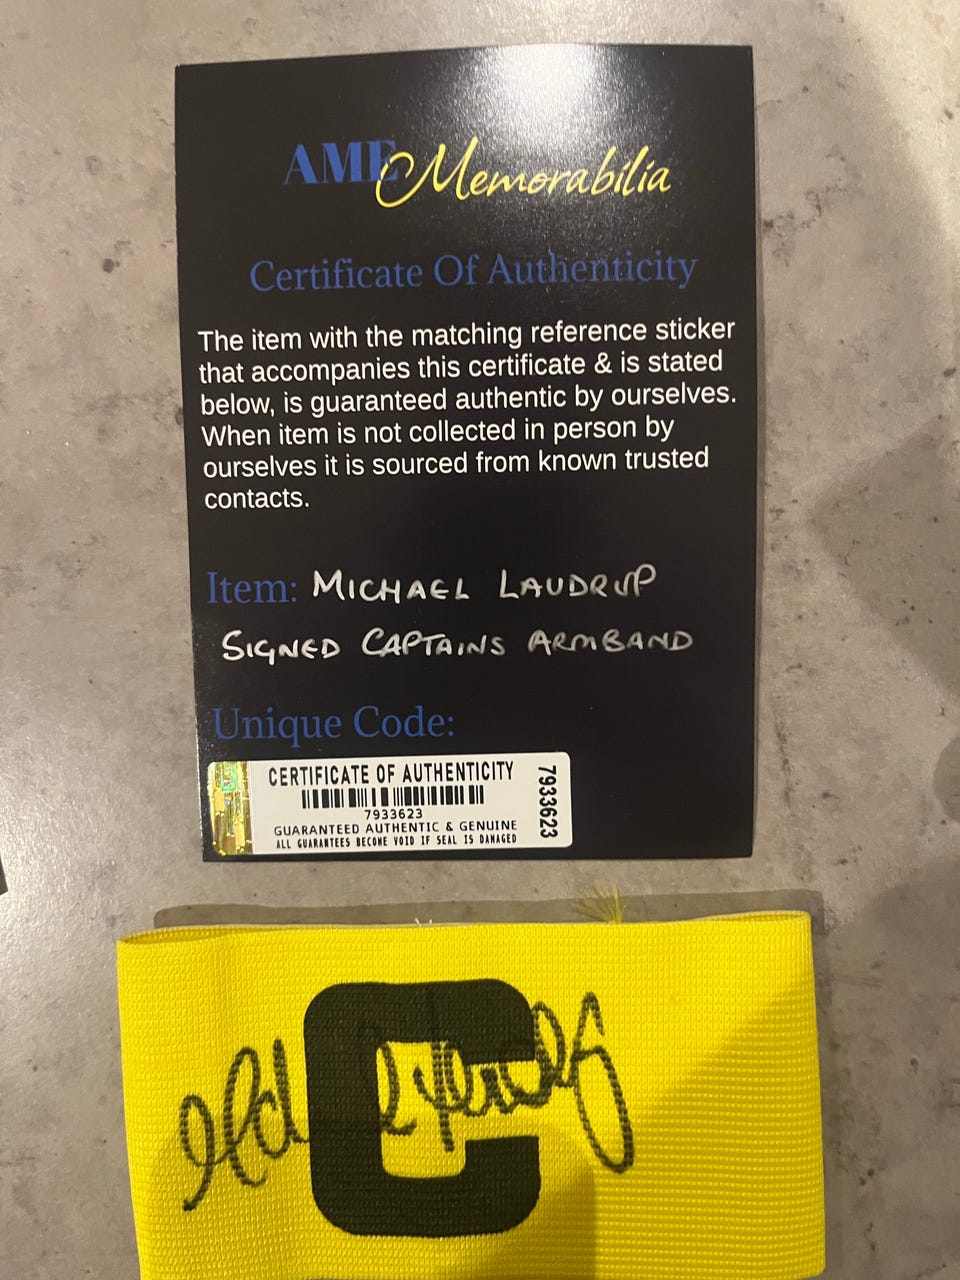 AME Memorabilia
Certificate Of Authenticity
The item with the matching reference sticker
that accompanies this certificate & is stated
below, is guaranteed authentic by ourselves.
When item is not collected in person by
ourselves it is sourced from known trusted
contacts.
Item: MICHAEL LAUDRUP
SIGNED CAPTAINS ARMBAND
Unique Code:
CERTIFICATE OF AUTHENTICITY
7933623
GUARANTEED AUTHENTIC & GENUINE
ALL GUARANTEES BECOME VOID IF SEAL IS DAMAGED
7933623
C